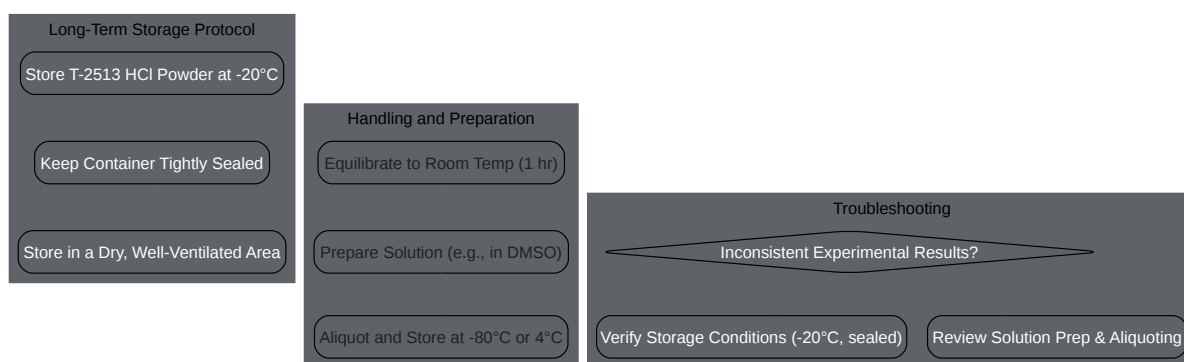 Long-Term Storage Protocol
Store T-2513 HCl Powder at -20°C
Keep Container Tightly Sealed
Store in a Dry, Well-Ventilated Area
Handling and Preparation
Equilibrate to Room Temp (1 hr)
Prepare Solution (e.g., in DMSO)
Aliquot and Store at -80°C or 4°C
Troubleshooting
Inconsistent Experimental Results?
Verify Storage Conditions (-20°C, sealed)
Review Solution Prep & Aliquoting